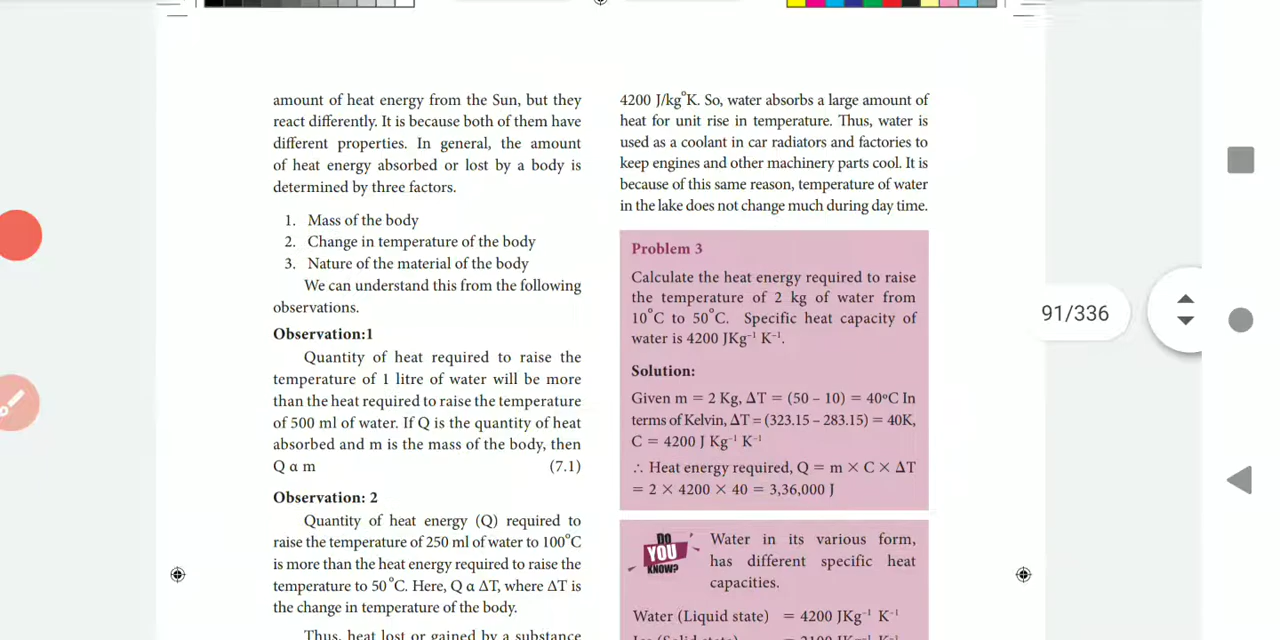 amount of heat energy from the Sun, but they
react differently. It is because both of them have
different properties. In general, the amount
of heat energy absorbed or lost by a body is
determined by three factors.
1. Mass of the body
2. Change in temperature of the body
3. Nature of the material of the body
We can understand this from the following
observations.
Observation:1
Quantity of heat required to raise the
temperature of 1 litre of water will be more
than the heat required to raise the temperature
of 500 ml of water. If Q is the quantity of heat
absorbed and m is the mass of the body, then
Q α m (7.1)
Observation: 2
Quantity of heat energy (Q) required to
raise the temperature of 250 ml of water to 100°C
is more than the heat energy required to raise the
temperature to 50°C. Here, Q α ΔT, where ΔT is
the change in temperature of the body.
Thus, heat lost or gained by a substance
4200 J/kg°K. So, water absorbs a large amount of
heat for unit rise in temperature. Thus, water is
used as a coolant in car radiators and factories to
keep engines and other machinery parts cool. It is
because of this same reason, temperature of water
in the lake does not change much during day time.
Problem 3
Calculate the heat energy required to raise
the temperature of 2 kg of water from
10°C to 50°C. Specific heat capacity of
water is 4200 JKg⁻¹ K⁻¹.
Solution:
Given m = 2 Kg, ΔT = (50 – 10) = 40°C In
terms of Kelvin, ΔT = (323.15 – 283.15) = 40K,
C = 4200 J Kg⁻¹ K⁻¹
∴ Heat energy required, Q = m × C × ΔT
= 2 × 4200 × 40 = 3,36,000 J
DO YOU KNOW?
Water in its various form,
has different specific heat
capacities.
Water (Liquid state) = 4200 JKg⁻¹ K⁻¹
Ice (Solid state) = 2100 JKg⁻¹ K⁻¹
91/336